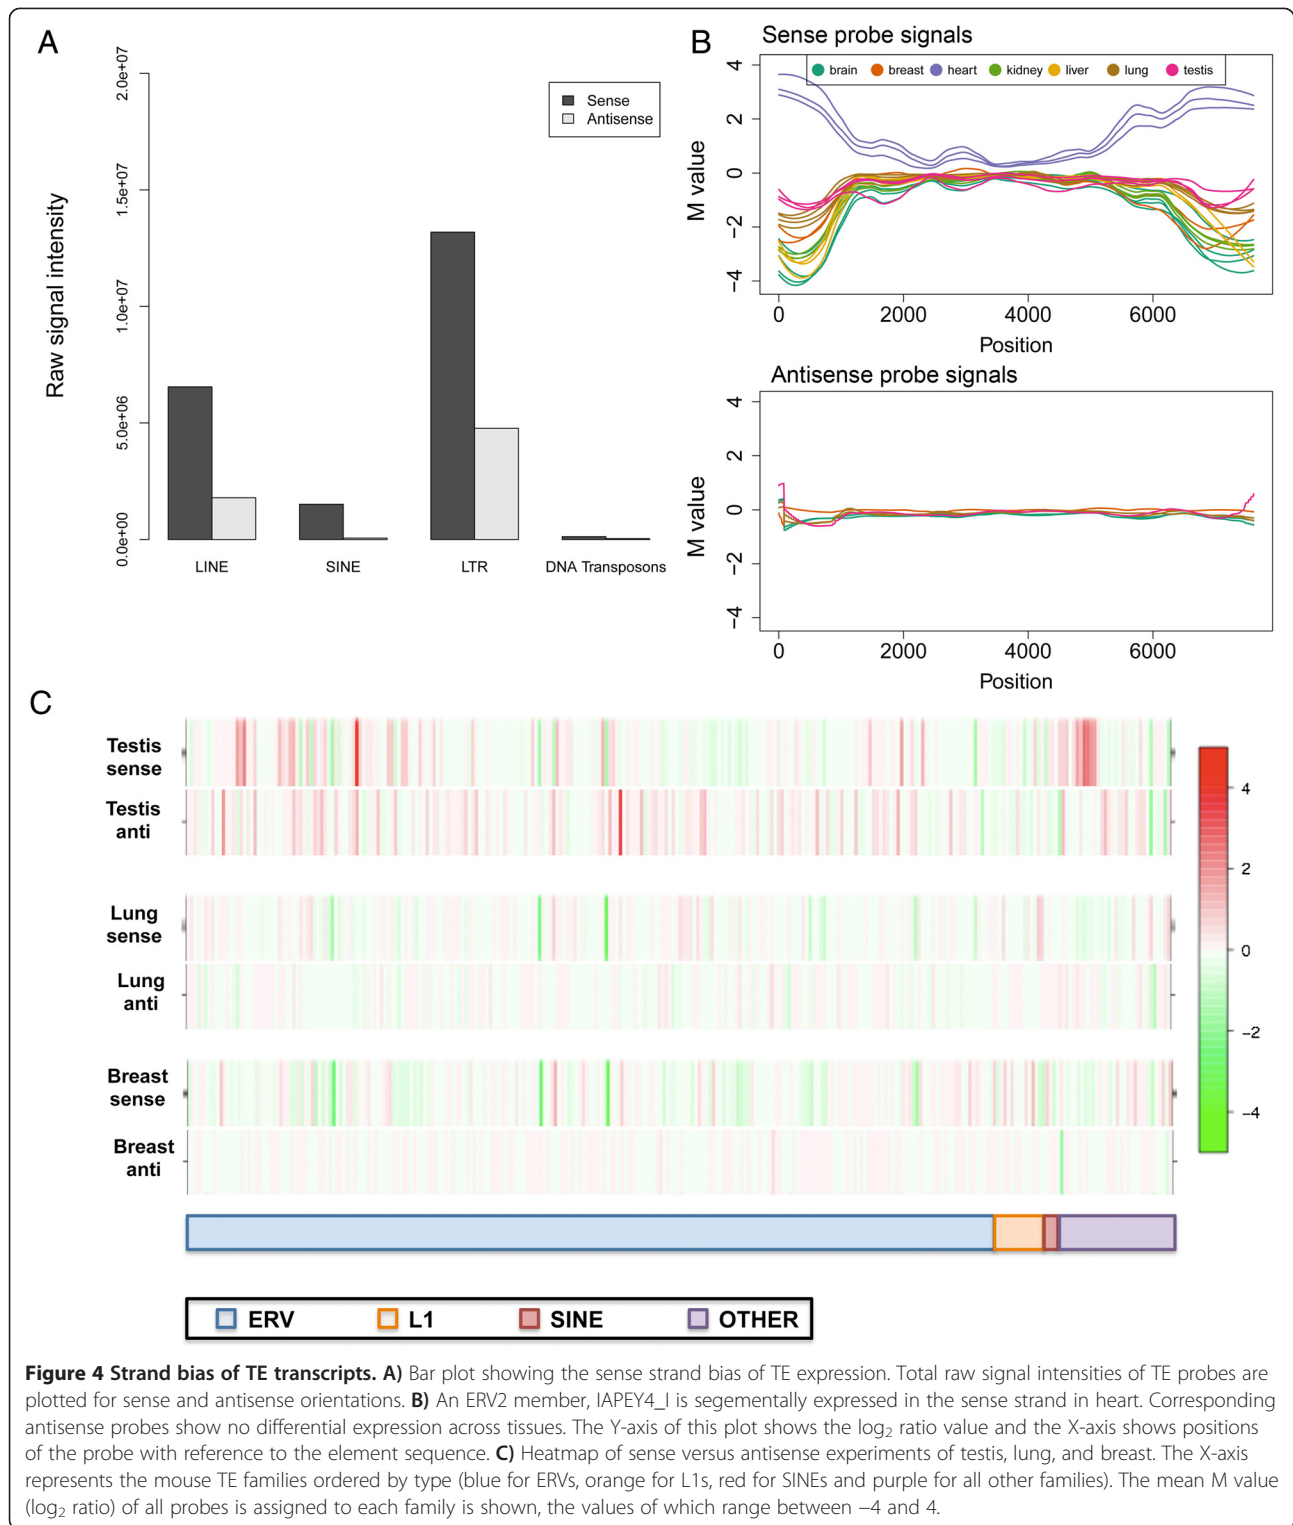 A
2.0e+07
1.5e+07
1.0e+07
5.0e+06
0.0e+00
Raw signal intensity
Sense
Antisense
LINE
SINE
LTR
DNA Transposons
B
Sense probe signals
brain
breast
heart
kidney
liver
lung
testis
4
2
0
−2
−4
M value
0
2000
4000
6000
Position
Antisense probe signals
4
2
0
−2
−4
M value
0
2000
4000
6000
Position
C
Testis
sense
Testis
anti
Lung
sense
Lung
anti
Breast
sense
Breast
anti
4
2
0
−2
−4
ERV
L1
SINE
OTHER
Figure 4 Strand bias of TE transcripts. A) Bar plot showing the sense strand bias of TE expression. Total raw signal intensities of TE probes are
plotted for sense and antisense orientations. B) An ERV2 member, IAPEY4_I is segementally expressed in the sense strand in heart. Corresponding
antisense probes show no differential expression across tissues. The Y-axis of this plot shows the log2 ratio value and the X-axis shows positions
of the probe with reference to the element sequence. C) Heatmap of sense versus antisense experiments of testis, lung, and breast. The X-axis
represents the mouse TE families ordered by type (blue for ERVs, orange for L1s, red for SINEs and purple for all other families). The mean M value
(log2 ratio) of all probes is assigned to each family is shown, the values of which range between −4 and 4.